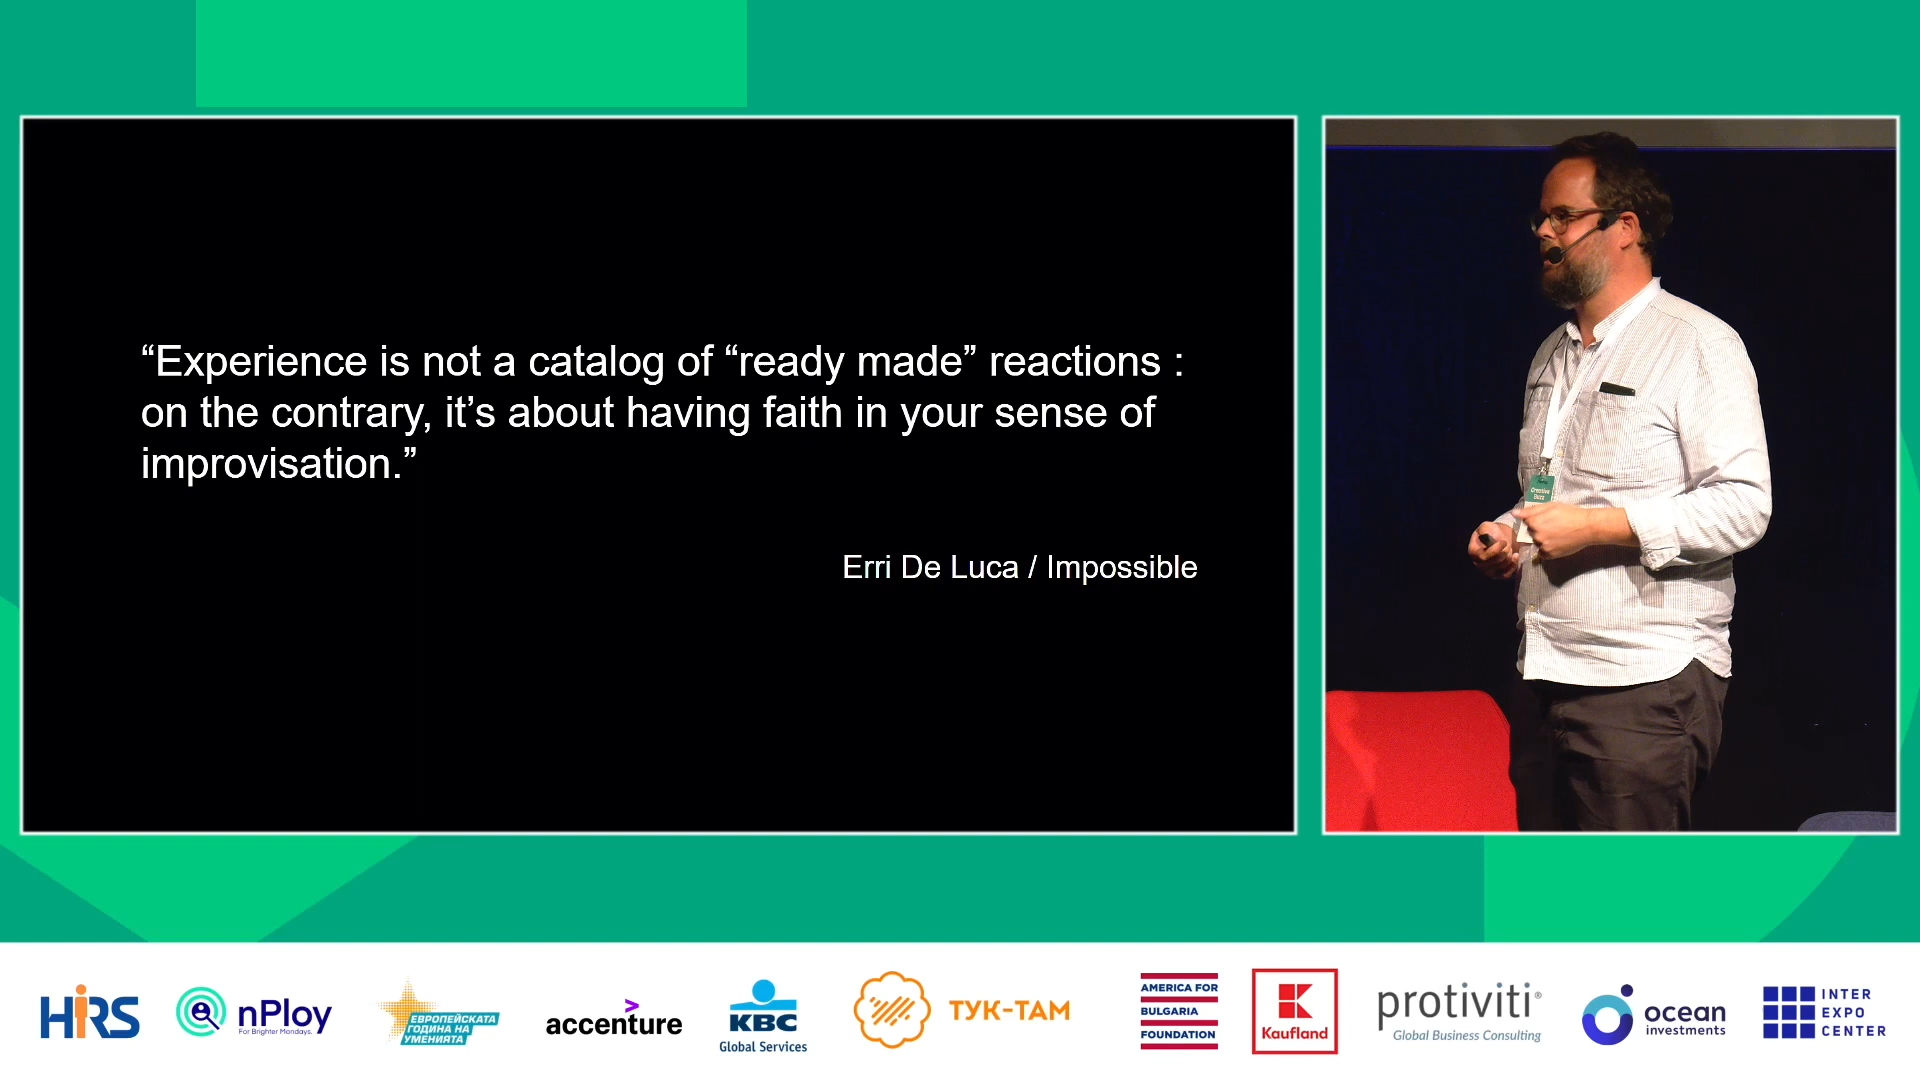 “Experience is not a catalog of “ready made” reactions :
on the contrary, it’s about having faith in your sense of
improvisation.”
Erri De Luca / Impossible
Creative
Buzz
HRS
nPloy
For Brighter Mondays.
ЕВРОПЕЙСКАТА
ГОДИНА НА
УМЕНИЯТА
accenture
KBC
Global Services
ТУК-ТАМ
AMERICA FOR
BULGARIA
FOUNDATION
Kaufland
protiviti®
Global Business Consulting
ocean
investments
INTER
EXPO
CENTER